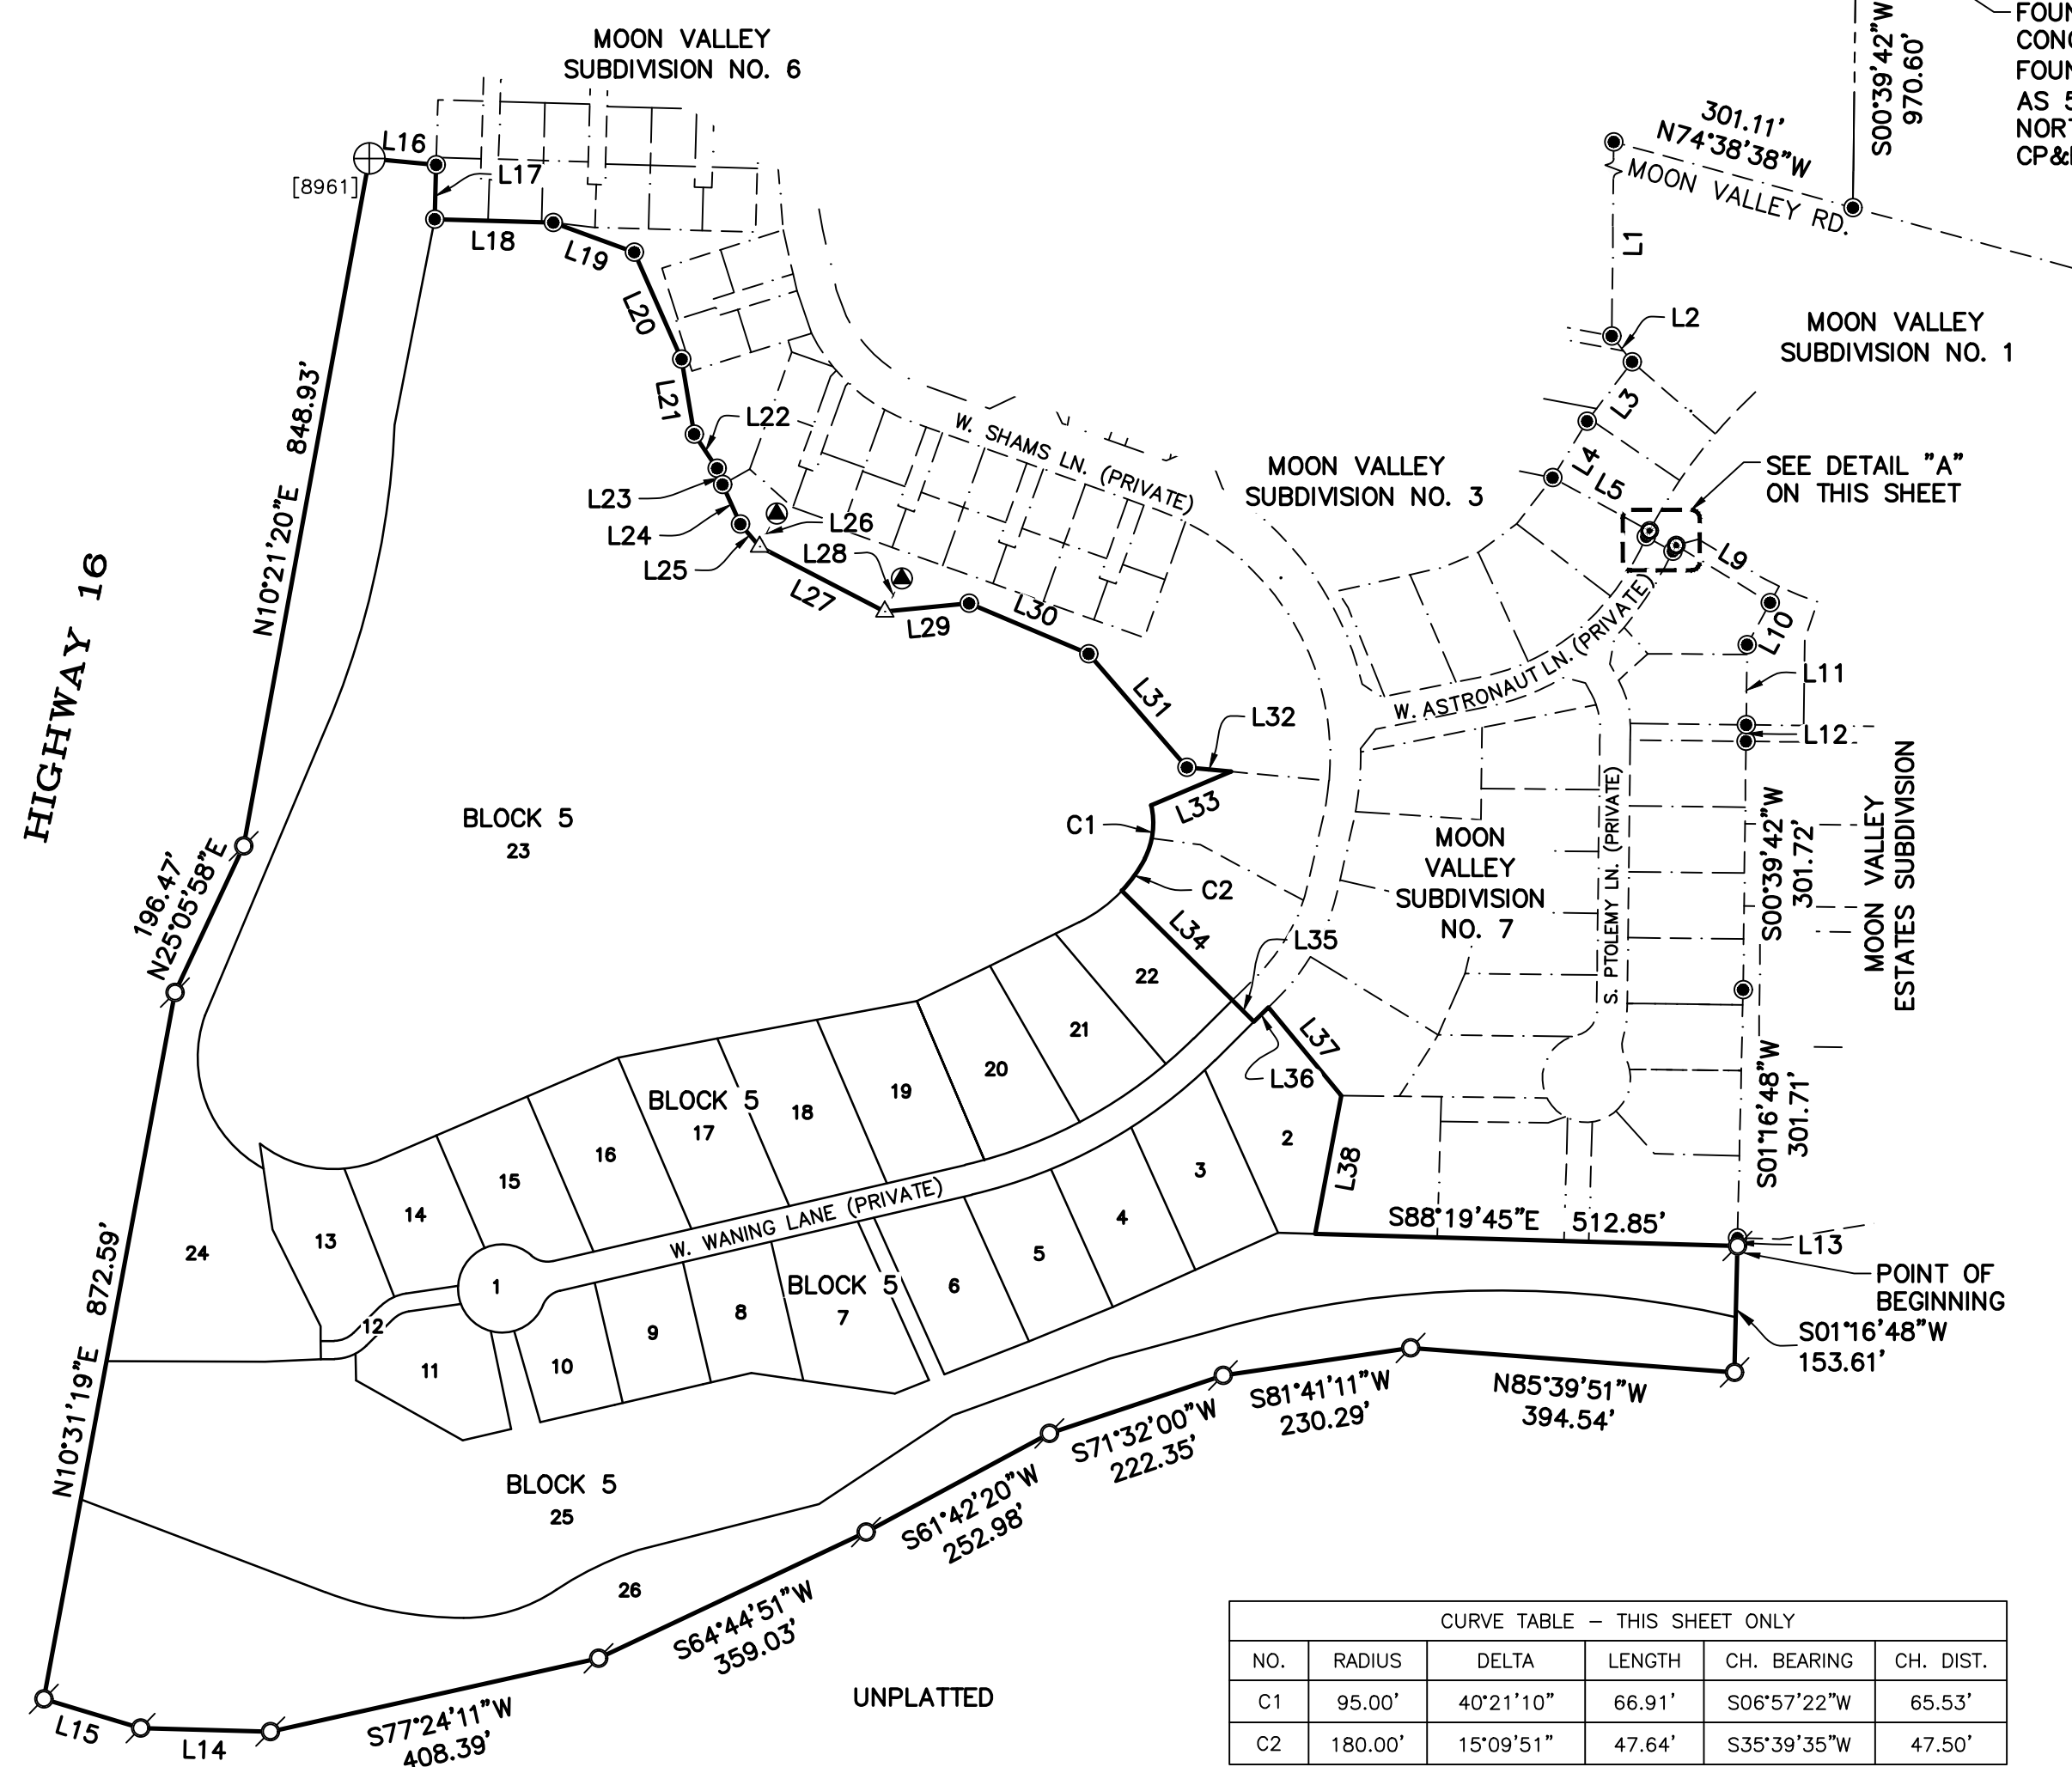 MOON VALLEY
SUBDIVISION NO. 6
L16
[8961]
L17
L18
L19
L20
L21
L22
L23
L24
L25
L26
L27
L28
L29
L30
L31
L32
L33
C1
C2
L34
L35
L36
L37
L38
W. SHAMS LN. (PRIVATE)
S00°39'42"W
970.60'
301.11'
N74°38'38"W
MOON VALLEY RD.
L1
L2
L3
L4
L5
L9
L10
L11
L12
L13
MOON VALLEY
SUBDIVISION NO. 1
MOON VALLEY
SUBDIVISION NO. 3
SEE DETAIL "A"
ON THIS SHEET
W. ASTRONAUT LN. (PRIVATE)
S. PTOLEMY LN. (PRIVATE)
MOON
VALLEY
SUBDIVISION
NO. 7
S00°39'42"W
301.72'
MOON VALLEY
ESTATES SUBDIVISION
S01°16'48"W
301.71'
HIGHWAY 16
N10°21'20"E 848.93'
196.47'
N25°05'58"E
N10°31'19"E 872.59'
BLOCK 5
23
22
21
20
19
18
BLOCK 5
17
16
15
14
13
24
W. WANING LANE (PRIVATE)
1
2
3
4
5
6
BLOCK 5
7
8
9
10
11
12
BLOCK 5
25
26
S88°19'45"E 512.85'
POINT OF
BEGINNING
S01°16'48"W
153.61'
N85°39'51"W
394.54'
S81°41'11"W
230.29'
S71°32'00"W
222.35'
S61°42'20"W
252.98'
S64°44'51"W
359.03'
S77°24'11"W
408.39'
L14
L15
UNPLATTED
CURVE TABLE – THIS SHEET ONLY
NO. RADIUS DELTA LENGTH CH. BEARING CH. DIST.
C1 95.00' 40°21'10" 66.91' S06°57'22"W 65.53'
C2 180.00' 15°09'51" 47.64' S35°39'35"W 47.50'